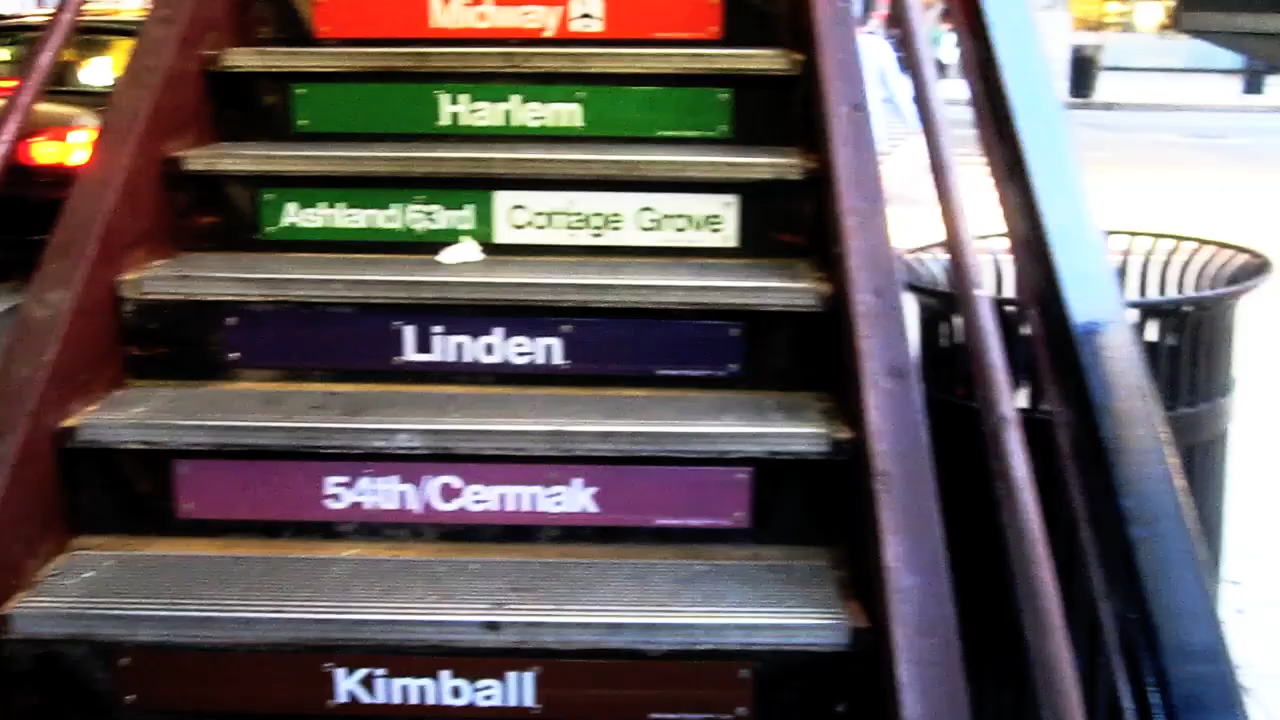 Midway
Harlem
Ashland/63rd Cottage Grove
Linden
54th/Cermak
Kimball